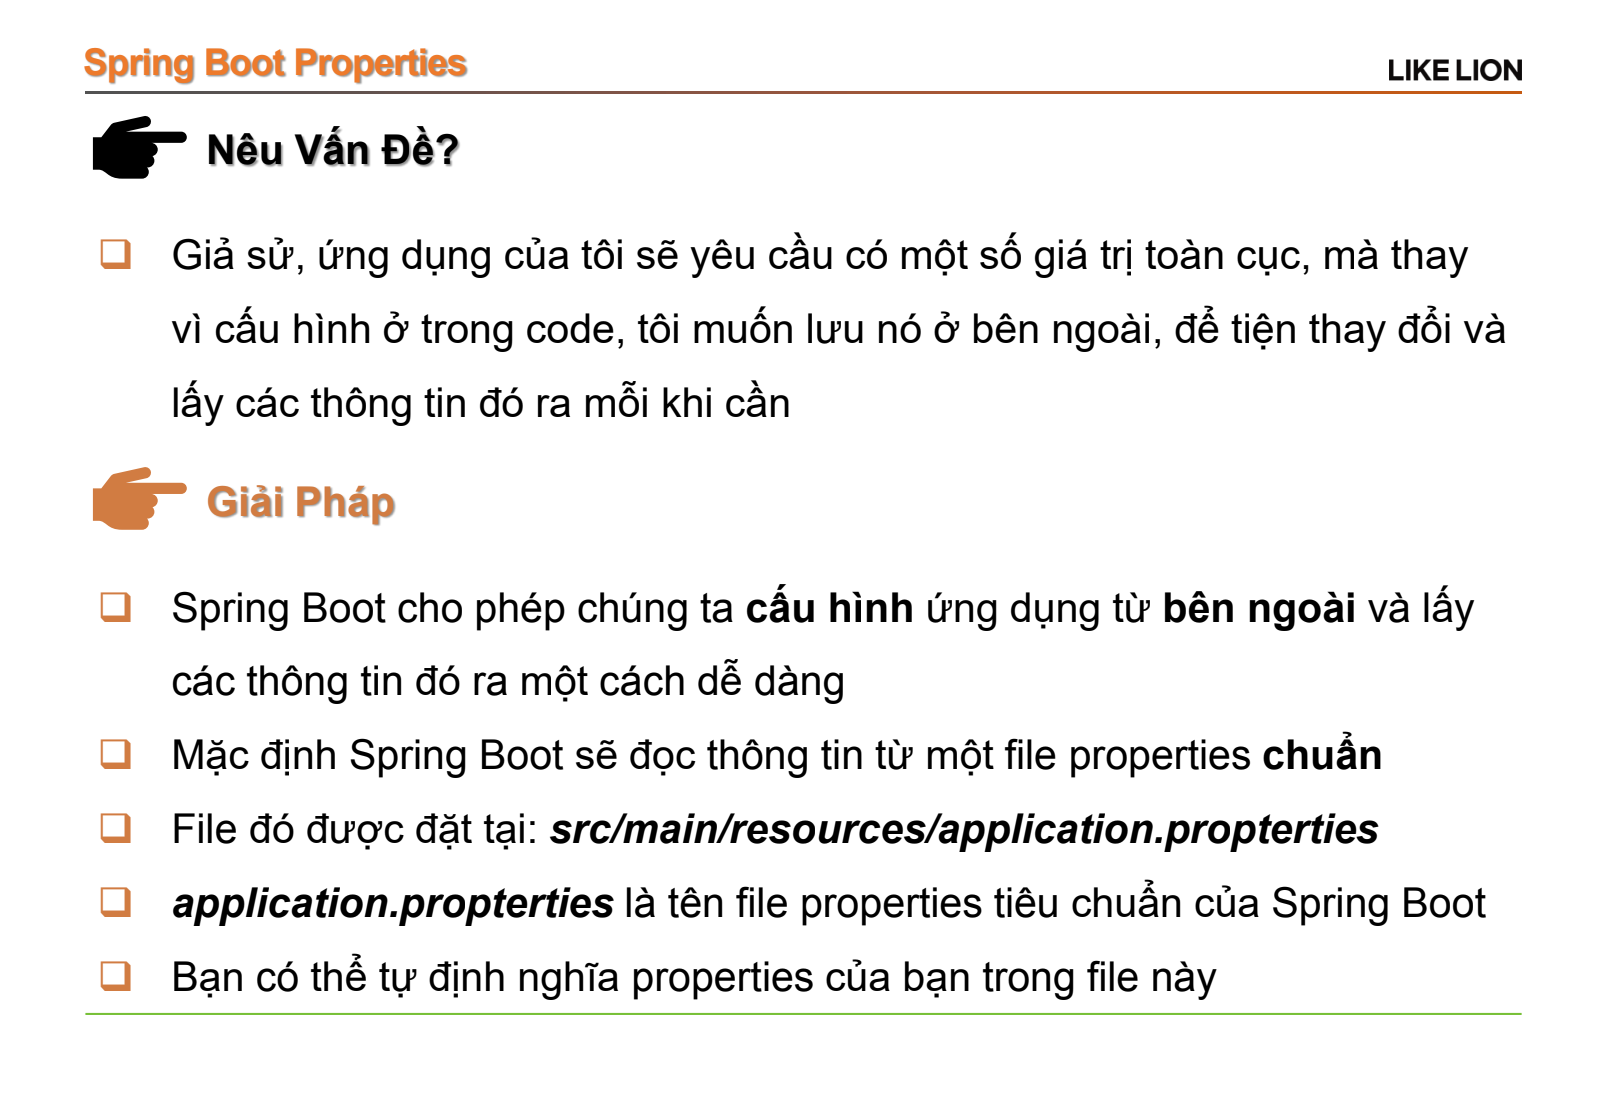 Spring Boot Properties
LIKE LION
Nêu Vấn Đề?
Giả sử, ứng dụng của tôi sẽ yêu cầu có một số giá trị toàn cục, mà thay
vì cấu hình ở trong code, tôi muốn lưu nó ở bên ngoài, để tiện thay đổi và
lấy các thông tin đó ra mỗi khi cần
Giải Pháp
Spring Boot cho phép chúng ta cấu hình ứng dụng từ bên ngoài và lấy
các thông tin đó ra một cách dễ dàng
Mặc định Spring Boot sẽ đọc thông tin từ một file properties chuẩn
File đó được đặt tại: src/main/resources/application.propterties
application.propterties là tên file properties tiêu chuẩn của Spring Boot
Bạn có thể tự định nghĩa properties của bạn trong file này